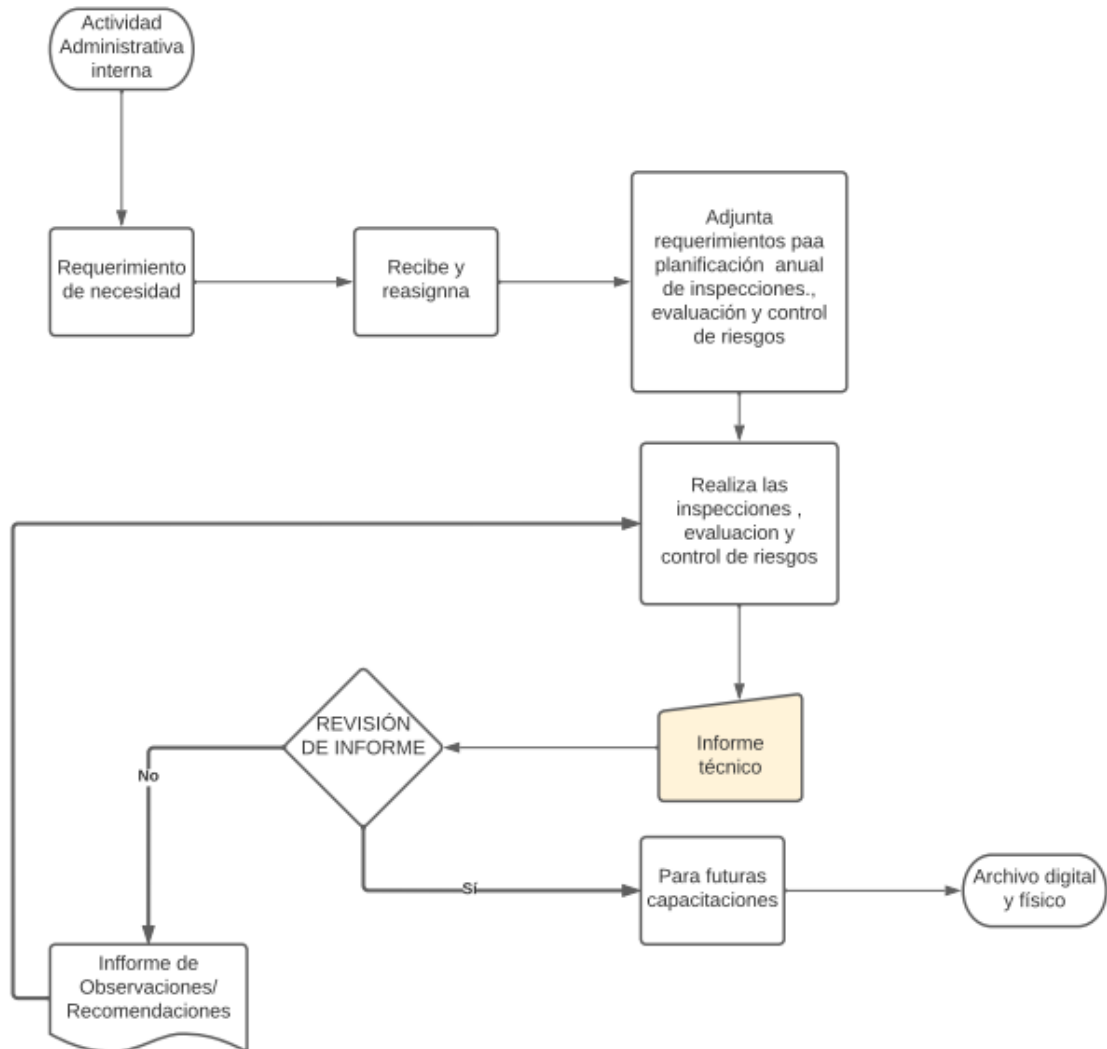 Actividad
Administrativa
interna
Requerimiento
de necesidad
Recibe y
reasignna
Adjunta
requerimientos paa
planificación anual
de inspecciones.,
evaluación y control
de riesgos
Realiza las
inspecciones ,
evaluacion y
control de riesgos
Informe
técnico
REVISIÓN
DE INFORME
No
Sí
Para futuras
capacitaciones
Archivo digital
y físico
Infforme de
Observaciones/
Recomendaciones